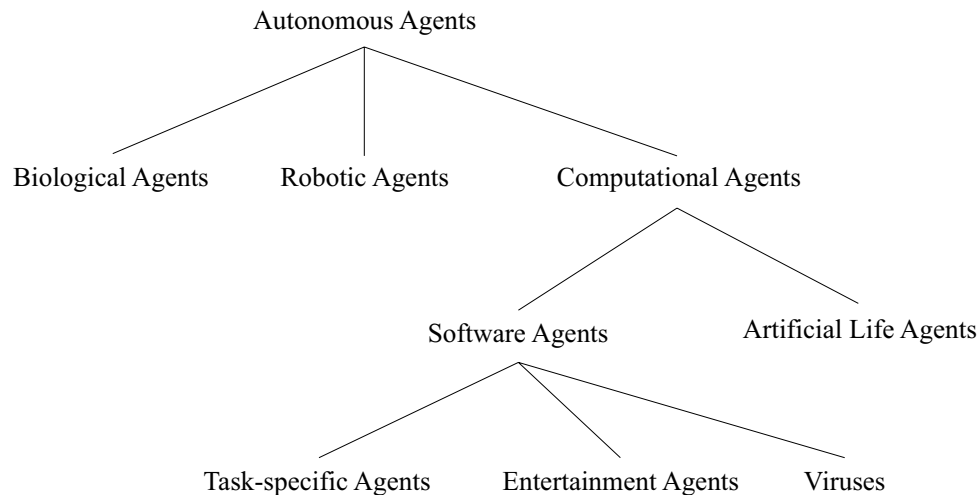 Autonomous Agents
Biological Agents
Robotic Agents
Computational Agents
Software Agents
Artificial Life Agents
Task-specific Agents
Entertainment Agents
Viruses